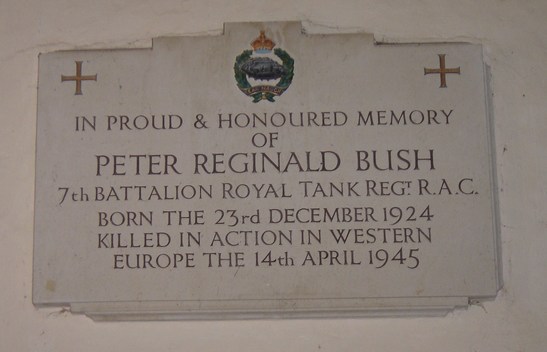 IN PROUD & HONOURED MEMORY
OF
PETER REGINALD BUSH
7th BATTALION ROYAL TANK REGT. R.A.C.
BORN THE 23rd DECEMBER 1924
KILLED IN ACTION IN WESTERN
EUROPE THE 14th APRIL 1945